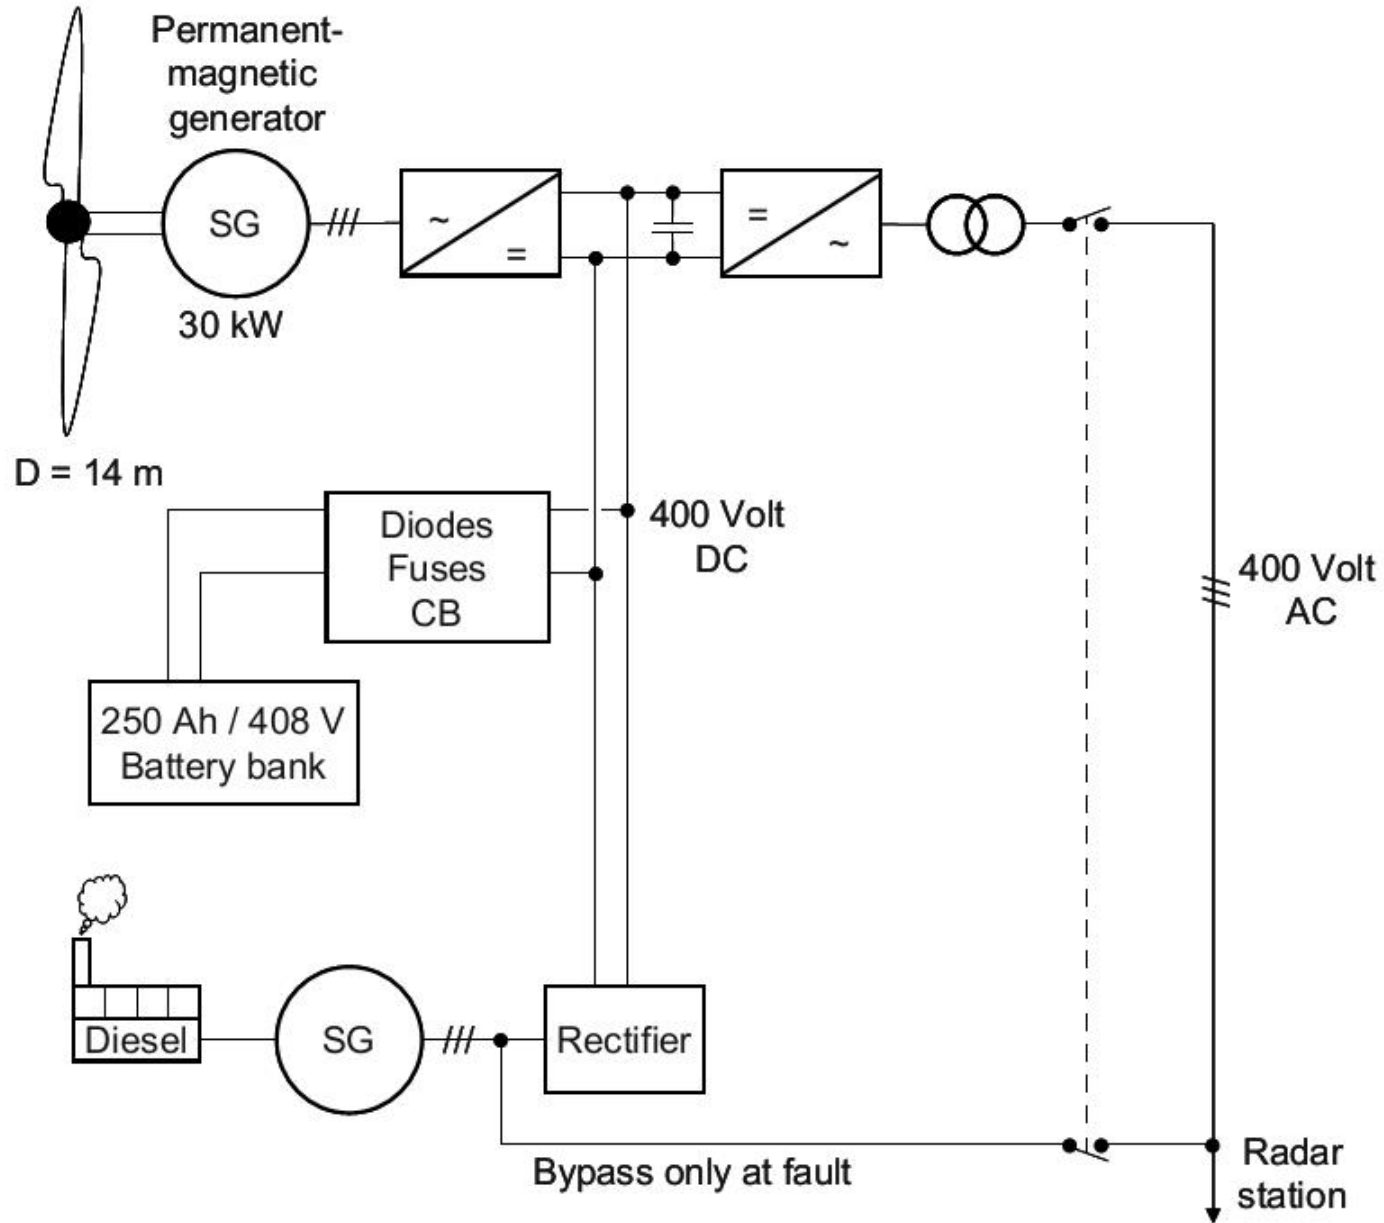 Permanent-
magnetic
generator
SG
~
=
=
~
30 kW
D = 14 m
Diodes
Fuses
CB
400 Volt
DC
400 Volt
AC
250 Ah / 408 V
Battery bank
Diesel
SG
Rectifier
Bypass only at fault
Radar
station